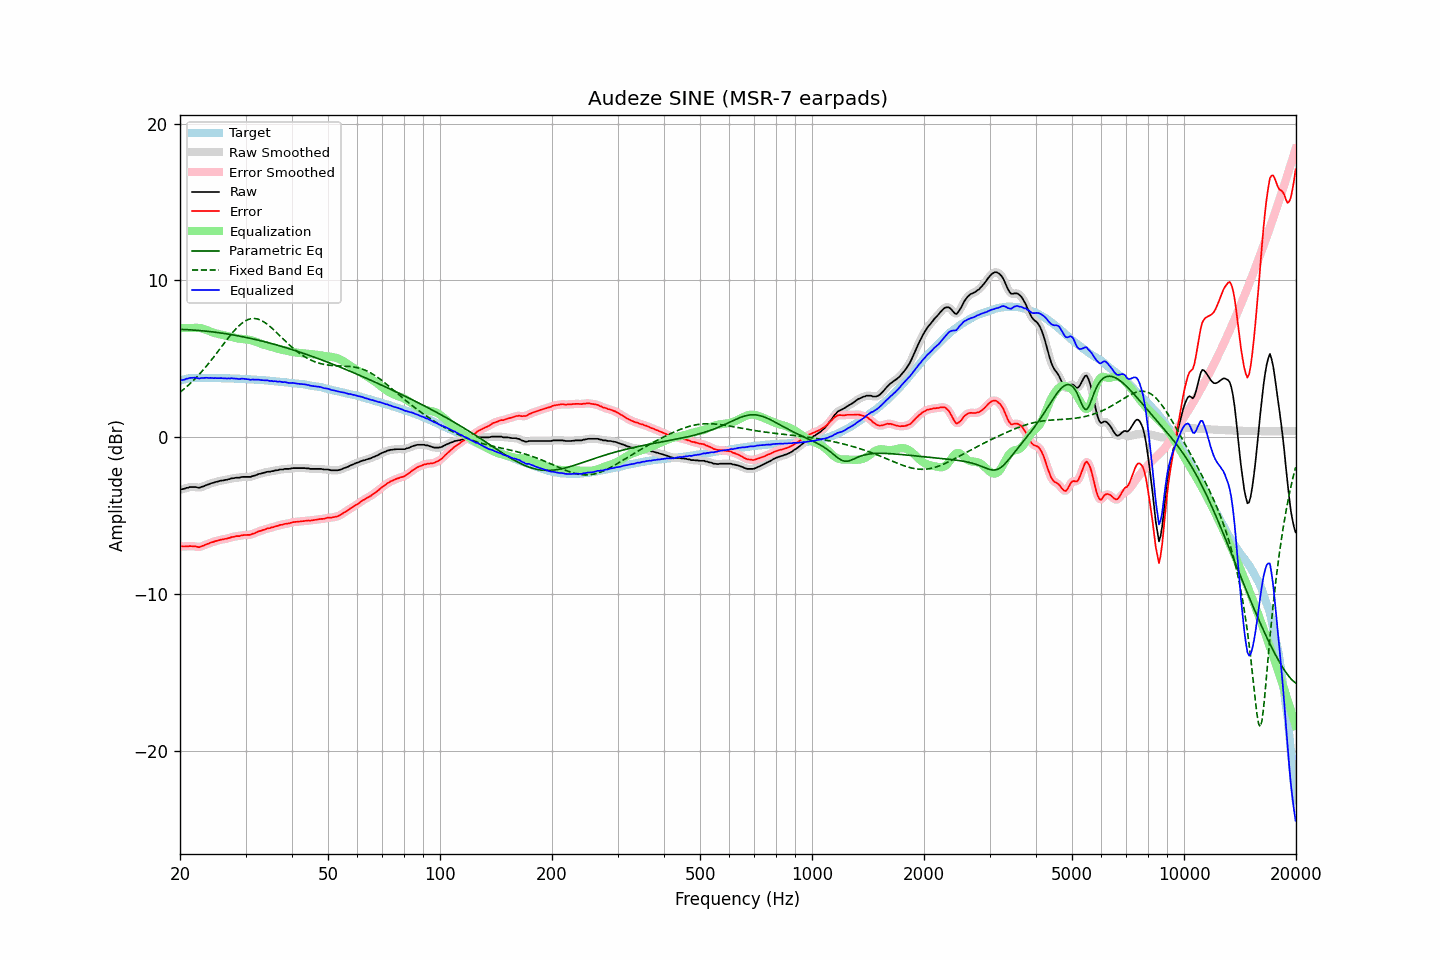 Audeze SINE (MSR-7 earpads)
Target
Raw Smoothed
Error Smoothed
Raw
Error
Equalization
Parametric Eq
Fixed Band Eq
Equalized
20
10
0
−10
−20
Amplitude (dBr)
20
50
100
200
500
1000
2000
5000
10000
20000
Frequency (Hz)